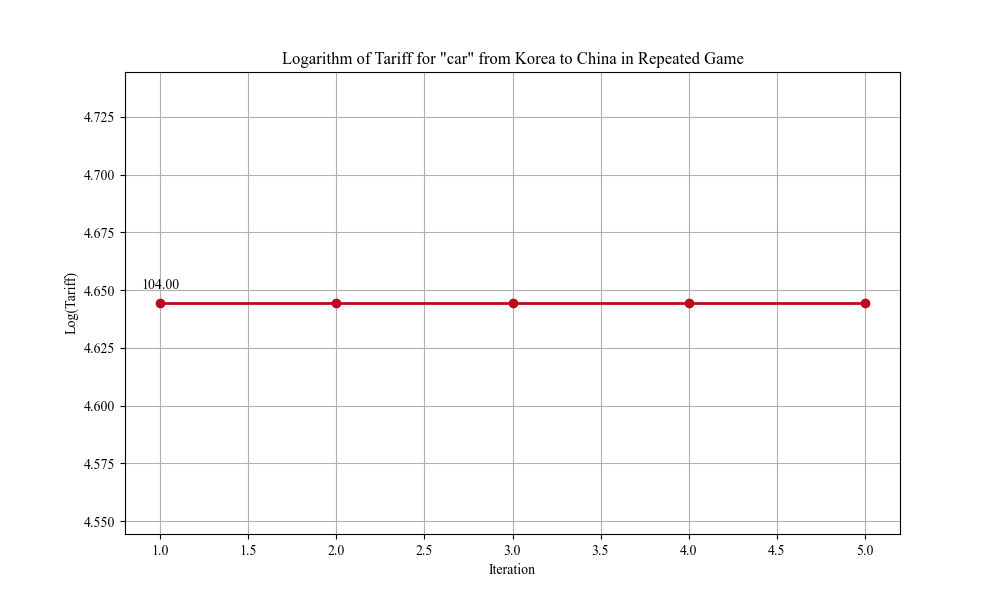 Logarithm of Tariff for "car" from Korea to China in Repeated Game
4.725
4.700
4.675
4.650
4.625
4.600
4.575
4.550
Log(Tariff)
104.00
1.0 1.5 2.0 2.5 3.0 3.5 4.0 4.5 5.0
Iteration